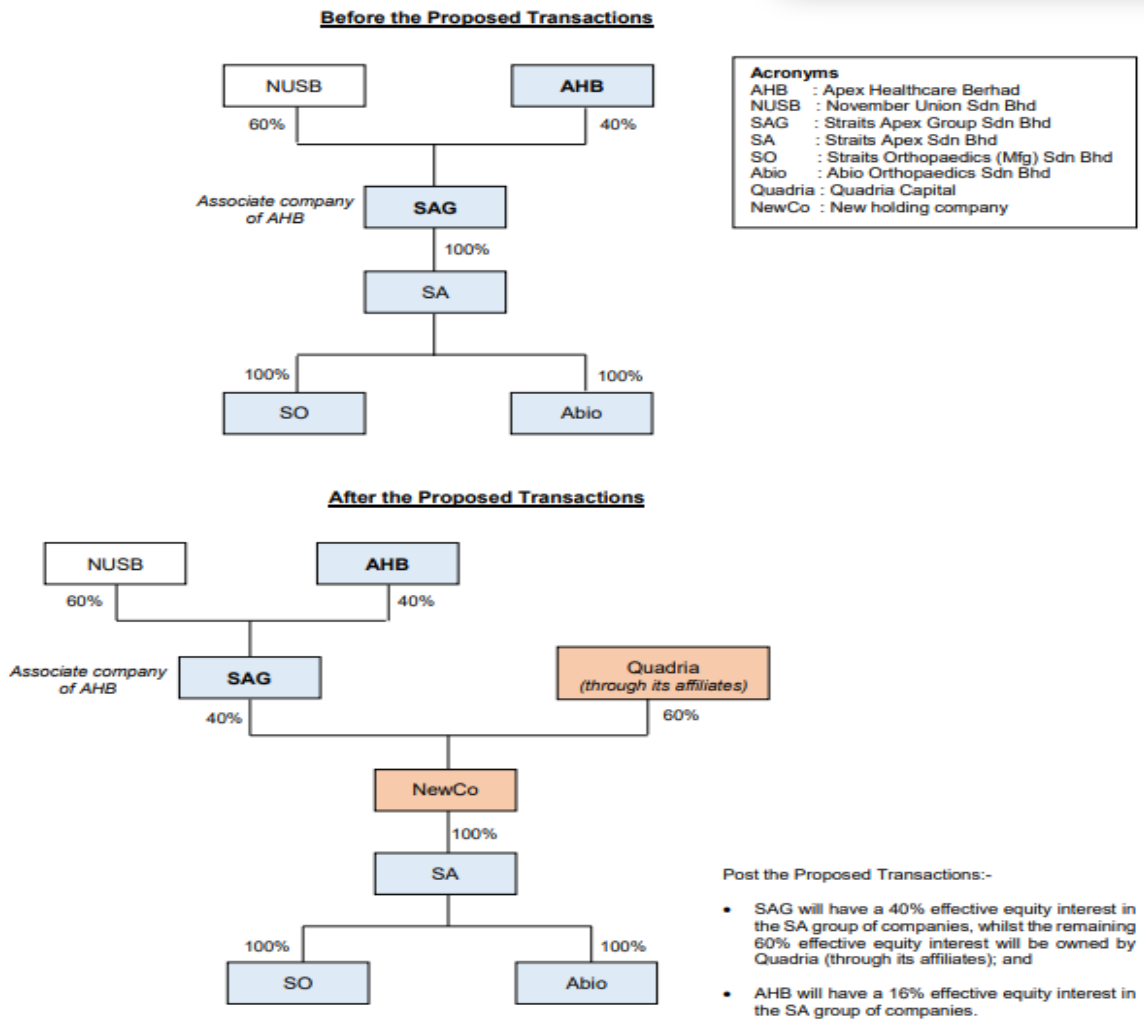 Before the Proposed Transactions
NUSB
AHB
60%
40%
Associate company
of AHB
SAG
100%
SA
100%
100%
SO
Abio
Acronyms
AHB : Apex Healthcare Berhad
NUSB : November Union Sdn Bhd
SAG : Straits Apex Group Sdn Bhd
SA : Straits Apex Sdn Bhd
SO : Straits Orthopaedics (Mfg) Sdn Bhd
Abio : Abio Orthopaedics Sdn Bhd
Quadria : Quadria Capital
NewCo : New holding company
After the Proposed Transactions
NUSB
AHB
60%
40%
Associate company
of AHB
SAG
Quadria
(through its affiliates)
40%
60%
NewCo
100%
SA
100%
100%
SO
Abio
Post the Proposed Transactions:-
• SAG will have a 40% effective equity interest in
the SA group of companies, whilst the remaining
60% effective equity interest will be owned by
Quadria (through its affiliates); and
• AHB will have a 16% effective equity interest in
the SA group of companies.